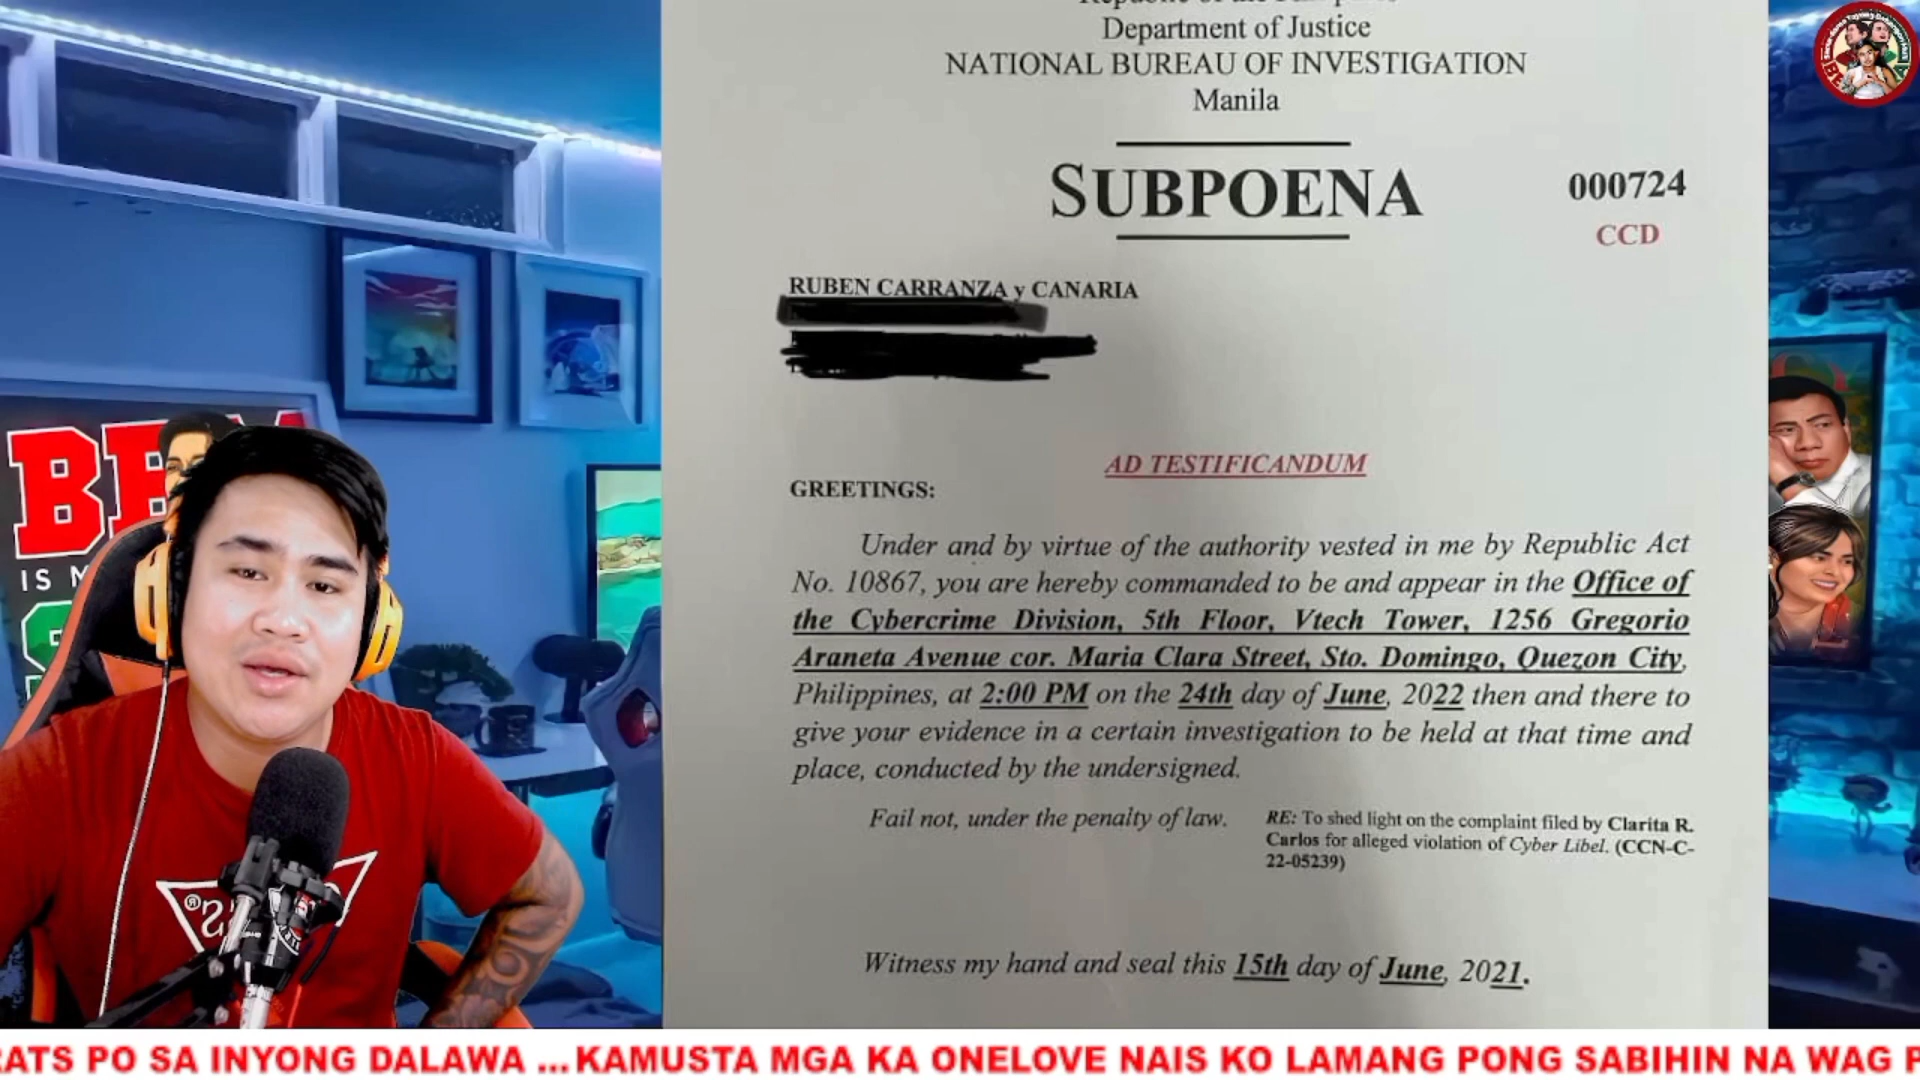 Department of Justice
NATIONAL BUREAU OF INVESTIGATION
Manila
SUBPOENA
000724
CCD
RUBEN CARRANZA y CANARIA
AD TESTIFICANDUM
GREETINGS:
Under and by virtue of the authority vested in me by Republic Act
No. 10867, you are hereby commanded to be and appear in the Office of
the Cybercrime Division, 5th Floor, Vtech Tower, 1256 Gregorio
Araneta Avenue cor. Maria Clara Street, Sto. Domingo, Quezon City,
Philippines, at 2:00 PM on the 24th day of June, 2022 then and there to
give your evidence in a certain investigation to be held at that time and
place, conducted by the undersigned.
Fail not, under the penalty of law.
RE: To shed light on the complaint filed by Clarita R.
Carlos for alleged violation of Cyber Libel. (CCN-C-
22-05239)
Witness my hand and seal this 15th day of June, 2021.
IS M
SATS PO SA INYONG DALAWA ...KAMUSTA MGA KA ONELOVE NAIS KO LAMANG PONG SABIHIN NA WAG P